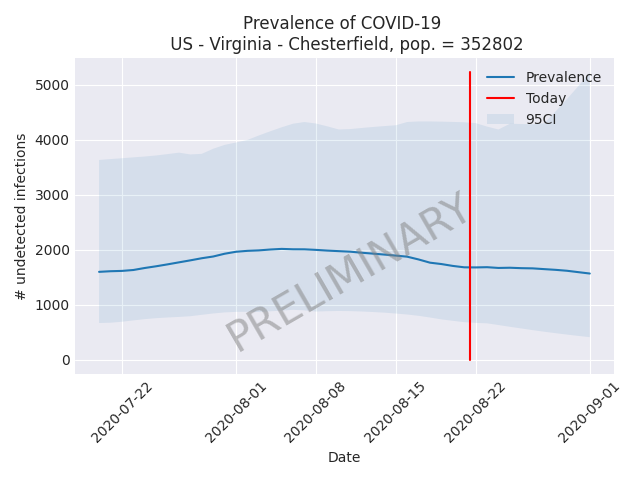 Prevalence of COVID-19
US - Virginia - Chesterfield, pop. = 352802
# undetected infections
5000
4000
3000
2000
1000
0
Prevalence
Today
95CI
PRELIMINARY
2020-07-22
2020-08-01
2020-08-08
2020-08-15
2020-08-22
2020-09-01
Date